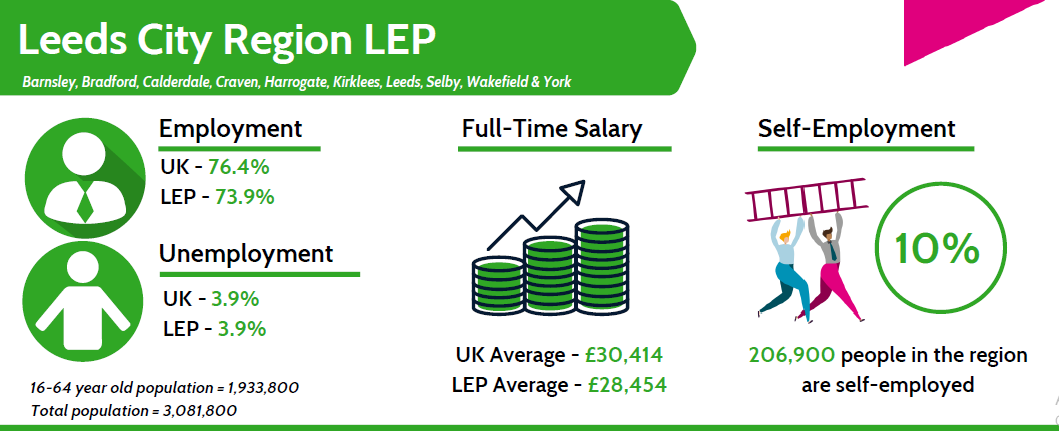 Leeds City Region LEP
Barnsley, Bradford, Calderdale, Craven, Harrogate, Kirklees, Leeds, Selby, Wakefield & York
Employment
UK - 76.4%
LEP - 73.9%
Unemployment
UK - 3.9%
LEP - 3.9%
16-64 year old population = 1,933,800
Total population = 3,081,800
Full-Time Salary
UK Average - £30,414
LEP Average - £28,454
Self-Employment
10%
206,900 people in the region
are self-employed